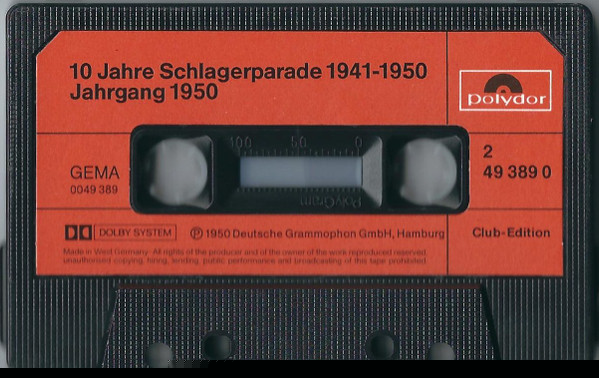 10 Jahre Schlagerparade 1941-1950
Jahrgang 1950
polydor
100 50 0
PolyGram
GEMA
0049 389
2
49 389 0
DOLBY SYSTEM
Ⓟ 1950 Deutsche Grammophon GmbH, Hamburg
Club-Edition
Made in West Germany · All rights of the producer and of the owner of the work reproduced reserved.
unauthorised copying, hiring, lending, public performance and broadcasting of this tape prohibited.